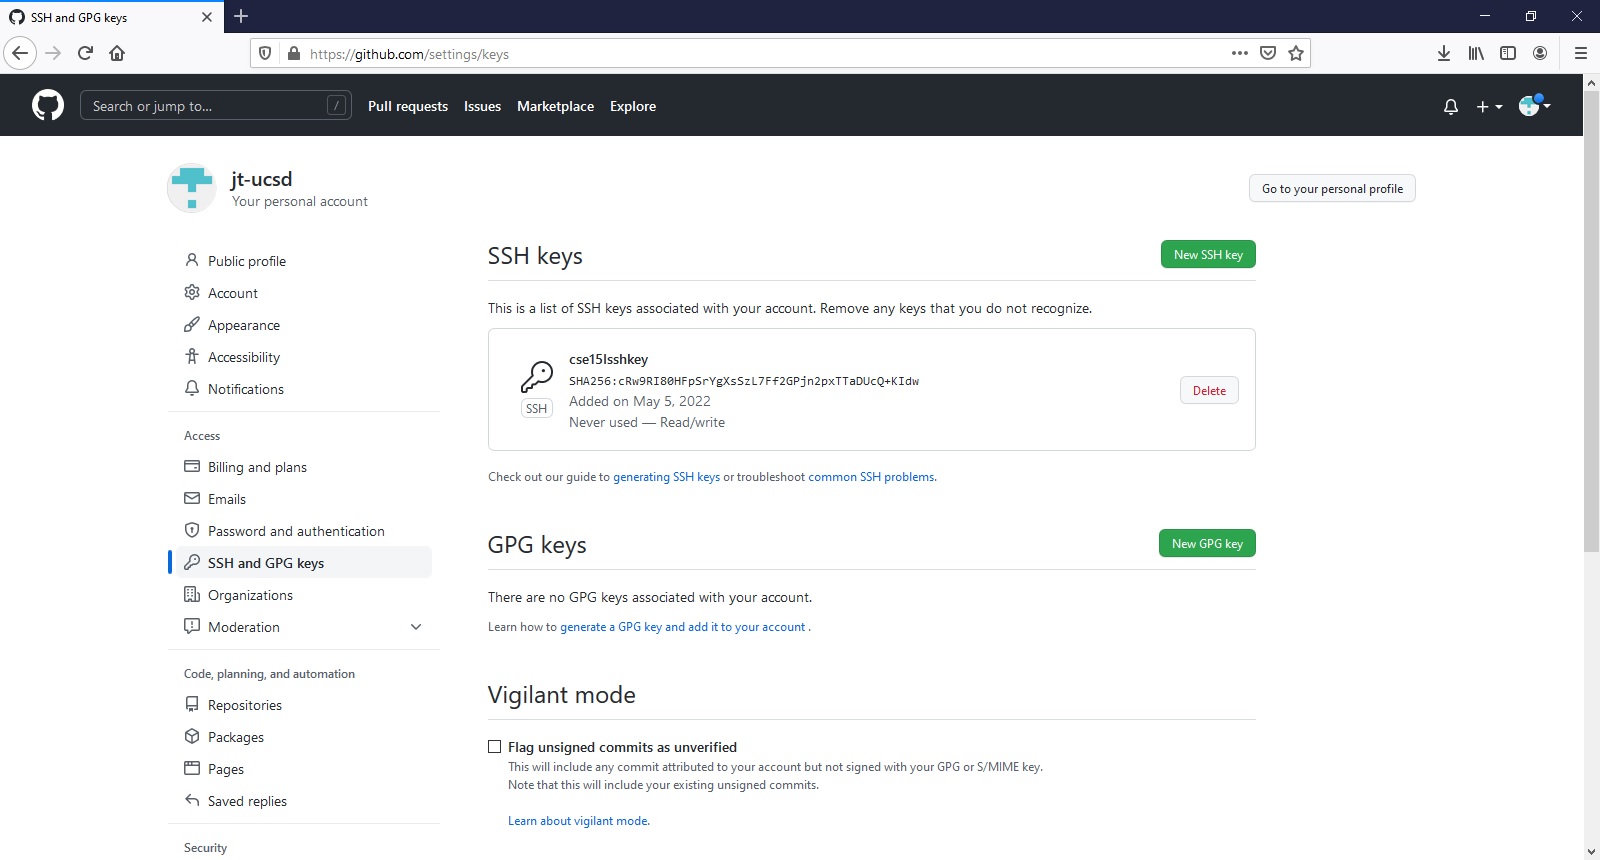 SSH and GPG keys
https://github.com/settings/keys
Search or jump to...
/
Pull requests
Issues
Marketplace
Explore
jt-ucsd
Your personal account
Go to your personal profile
Public profile
Account
Appearance
Accessibility
Notifications
Access
Billing and plans
Emails
Password and authentication
SSH and GPG keys
Organizations
Moderation
Code, planning, and automation
Repositories
Packages
Pages
Saved replies
Security
SSH keys
New SSH key
This is a list of SSH keys associated with your account. Remove any keys that you do not recognize.
cse15lsshkey
SHA256:cRw9RI80HFpSrYgXsSzL7Ff2GPjn2pxTTaDUcQ+KIdw
Added on May 5, 2022
Never used — Read/write
SSH
Delete
Check out our guide to generating SSH keys or troubleshoot common SSH problems.
GPG keys
New GPG key
There are no GPG keys associated with your account.
Learn how to generate a GPG key and add it to your account .
Vigilant mode
Flag unsigned commits as unverified
This will include any commit attributed to your account but not signed with your GPG or S/MIME key.
Note that this will include your existing unsigned commits.
Learn about vigilant mode.